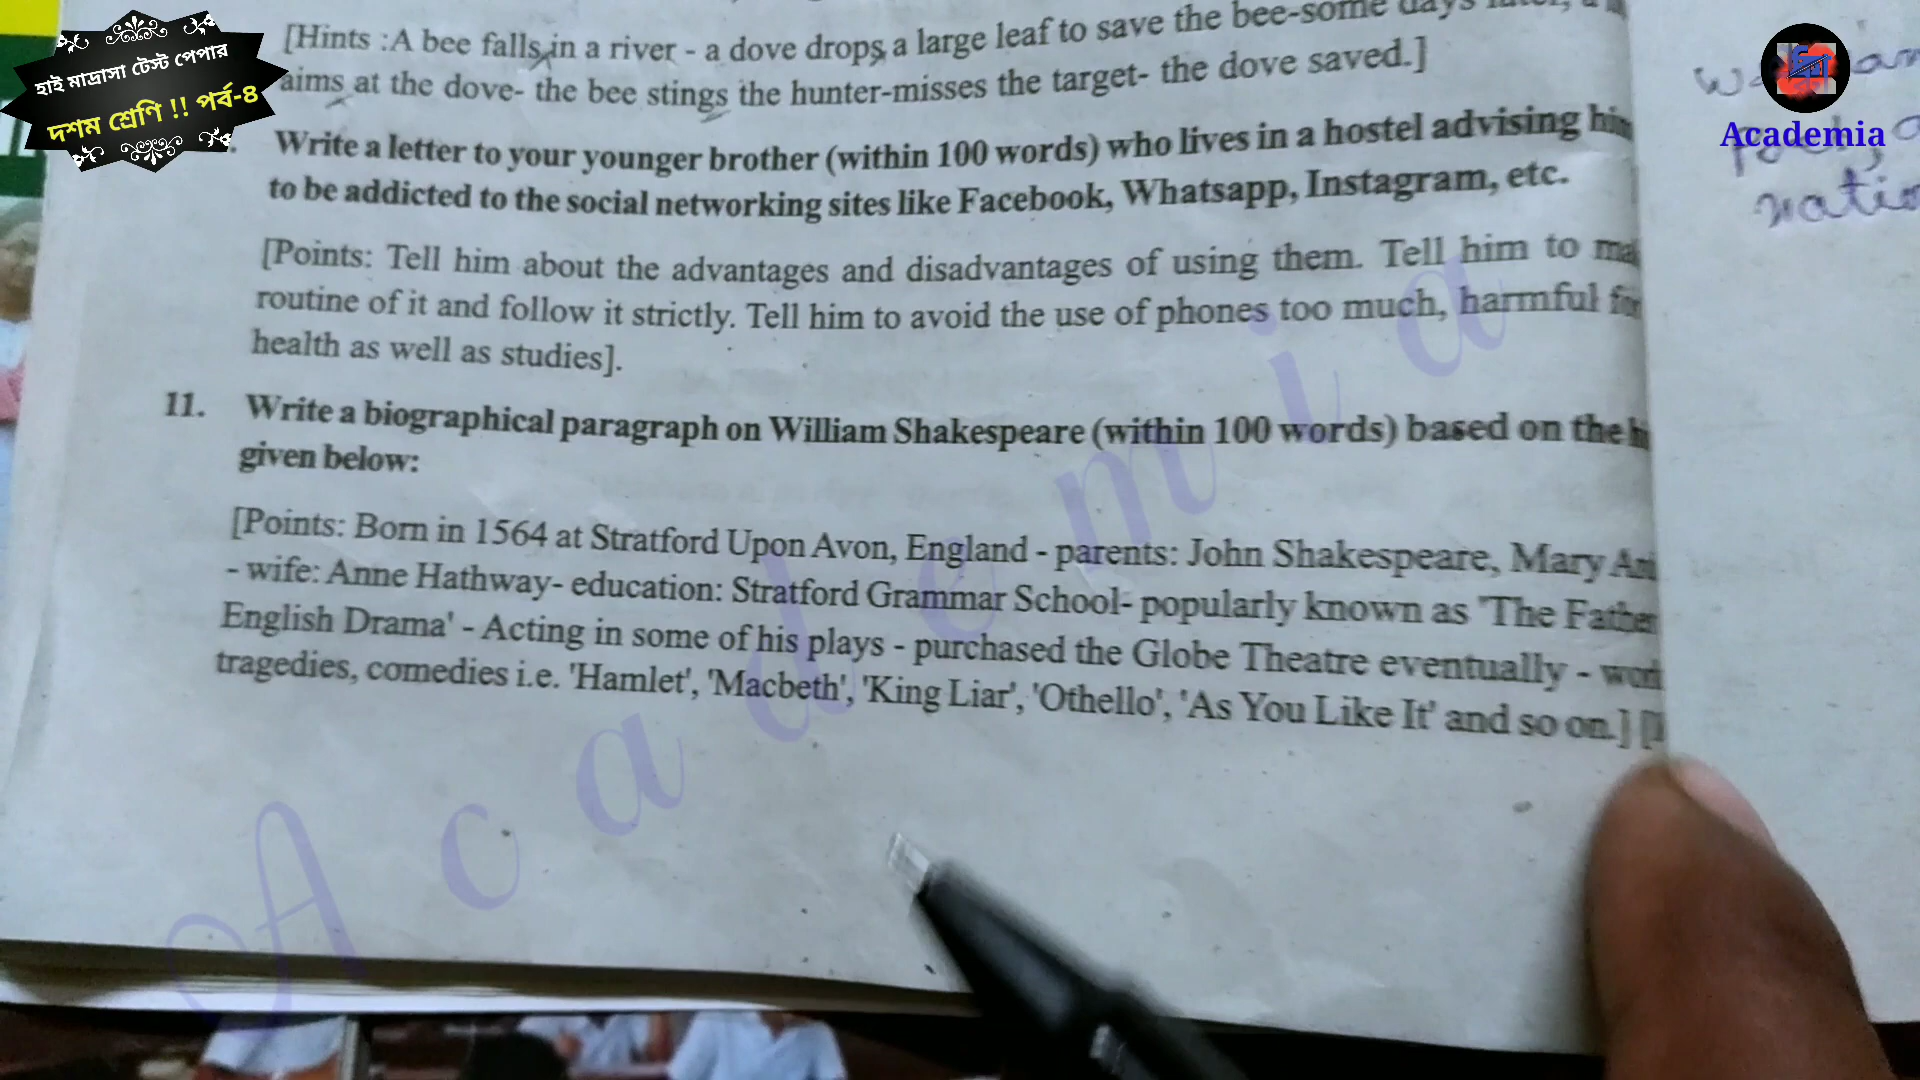 হাই মাদ্রাসা টেস্ট পেপার
দশম শ্রেণি !! পর্ব-৪
Academia
[Hints :A bee falls in a river - a dove drops a large leaf to save the bee-some days later, a
aims at the dove- the bee stings the hunter-misses the target- the dove saved.]
Write a letter to your younger brother (within 100 words) who lives in a hostel advising him
to be addicted to the social networking sites like Facebook, Whatsapp, Instagram, etc.
[Points: Tell him about the advantages and disadvantages of using them. Tell him to
routine of it and follow it strictly. Tell him to avoid the use of phones too much, harmful for
health as well as studies].
11. Write a biographical paragraph on William Shakespeare (within 100 words) based on the
given below:
[Points: Born in 1564 at Stratford Upon Avon, England - parents: John Shakespeare, Mary
- wife: Anne Hathway- education: Stratford Grammar School- popularly known as 'The Father
English Drama' - Acting in some of his plays - purchased the Globe Theatre eventually -
tragedies, comedies i.e. 'Hamlet', 'Macbeth', 'King Liar', 'Othello', 'As You Like It' and so on.]
Academia